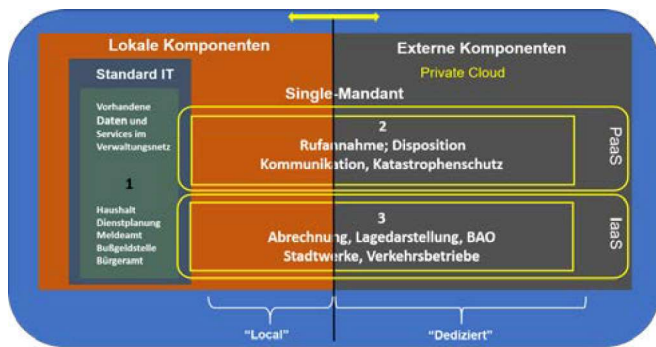 Lokale Komponenten
Externe Komponenten
Standard IT
Private Cloud
Single-Mandant
Vorhandene
Daten und
Services im
Verwaltungsnetz
1
Haushalt
Dienstplanung
Meldeamt
Bußgeldstelle
Bürgeramt
2
Rufannahme; Disposition
Kommunikation, Katastrophenschutz
PaaS
3
Abrechnung, Lagedarstellung, BAO
Stadtwerke, Verkehrsbetriebe
IaaS
"Local"
"Dediziert"